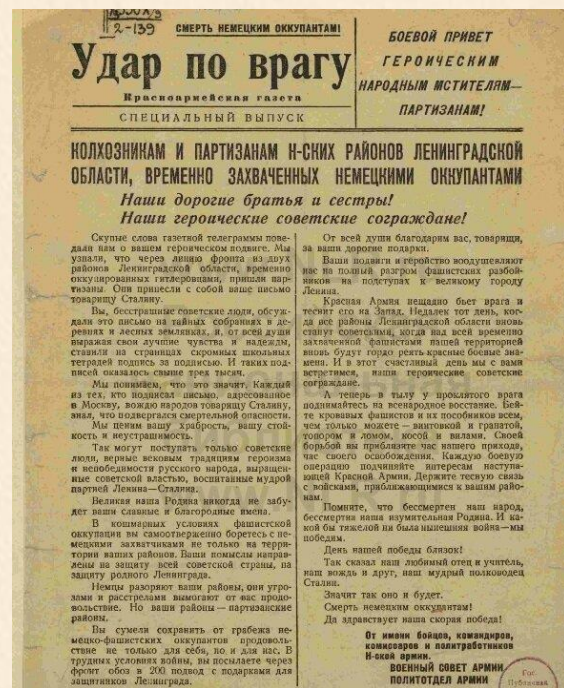 2-139
СМЕРТЬ НЕМЕЦКИМ ОККУПАНТАМ!
Удар по врагу
Красноармейская газета
СПЕЦИАЛЬНЫЙ ВЫПУСК
БОЕВОЙ ПРИВЕТ
ГЕРОИЧЕСКИМ
НАРОДНЫМ МСТИТЕЛЯМ—
ПАРТИЗАНАМ!
КОЛХОЗНИКАМ И ПАРТИЗАНАМ Н-СКИХ РАЙОНОВ ЛЕНИНГРАДСКОЙ
ОБЛАСТИ, ВРЕМЕННО ЗАХВАЧЕННЫХ НЕМЕЦКИМИ ОККУПАНТАМИ
Наши дорогие братья и сестры!
Наши героические советские сограждане!
Скупые слова газетной телеграммы пове-
дали нам о вашем героическом подвиге. Мы
узнали, что через линию фронта из двух
районов Ленинградской области, временно
оккупированных гитлеровцами, пришли пар-
тизаны. Они принесли с собой ваше письмо
товарищу Сталину.
Вы, бесстрашные советские люди, обсуж-
дали это письмо на тайных собраниях в де-
ревнях и лесных землянках, и, от всей души
выражая свои лучшие чувства и надежды,
ставили на страницах скромных школьных
тетрадей подпись за подписью. И таких под-
писей оказалось свыше трех тысяч.
Мы понимаем, что это значит. Каждый
из тех, кто подписал письмо, адресованное
в Москву, вождю народов товарищу Сталину,
знал, что подвергался смертельной опасности.
Мы ценим вашу храбрость, вашу стой-
кость и неустрашимость.
Так могут поступать только советские
люди, верные вековым традициям героизма
и непобедимости русского народа, выращен-
ные советской властью, воспитанные мудрой
партией Ленина—Сталина.
Великая наша Родина никогда не забу-
дет ваши славные и благородные имена.
В кошмарных условиях фашистской
оккупации вы самоотверженно боретесь с не-
мецкими захватчиками не только на терри-
тории ваших районов. Ваши помыслы направ-
лены на защиту всей советской страны, на
защиту родного Ленинграда.
Немцы разоряют ваши районы, они угро-
зами и расстрелами вымогают от вас продо-
вольствие. Но ваши районы — партизанские
районы.
Вы сумели сохранить от грабежа не-
мецко-фашистских оккупантов продоволь-
ствие не только для себя, но и для нас. В
трудных условиях войны, вы посылаете через
фронт обоз в 200 подвод с подарками для
защитников Ленинграда.
От всей души благодарим вас, товарищи,
за ваши дорогие подарки.
Ваши подвиги и геройство воодушевляют
нас на полный разгром фашистских разбой-
ников на подступах к великому городу
Ленина.
Красная Армия нещадно бьет врага и
теснит его на Запад. Недалек тот день, ког-
да все районы Ленинградской области вновь
станут советскими, когда над всей временно
захваченной фашистами нашей территорией
вновь будут гордо реять красные боевые зна-
мена. И в этот счастливый день мы с вами
встретимся, наши героические советские
сограждане.
А теперь в тылу у проклятого врага
поднимайтесь на всенародное восстание. Бей-
те кровавых фашистов и их пособников всем,
чем только можете — винтовкой и гранатой,
топором и ломом, косой и вилами. Своей
борьбой вы приблизите час нашего прихода,
час своего освобождения. Каждую боевую
операцию подчиняйте интересам наступа-
ющей Красной Армии. Держите тесную связь
с войсками, приближающимися к вашим райо-
нам.
Помните, что бессмертен наш народ,
бессмертна наша изумительная Родина. И ка-
кой бы тяжелой ни была нынешняя война—мы
победим.
День нашей победы близок!
Так сказал наш любимый отец и учитель,
наш вождь и друг, наш мудрый полководец
Сталин.
Значит так оно и будет.
Смерть немецким оккупантам!
Да здравствует наша скорая победа!
От имени бойцов, командиров,
комиссаров и политработников
Н-ской армии.
ВОЕННЫЙ СОВЕТ АРМИИ
ПОЛИТОТДЕЛ АРМИИ
Гос.
Публичная